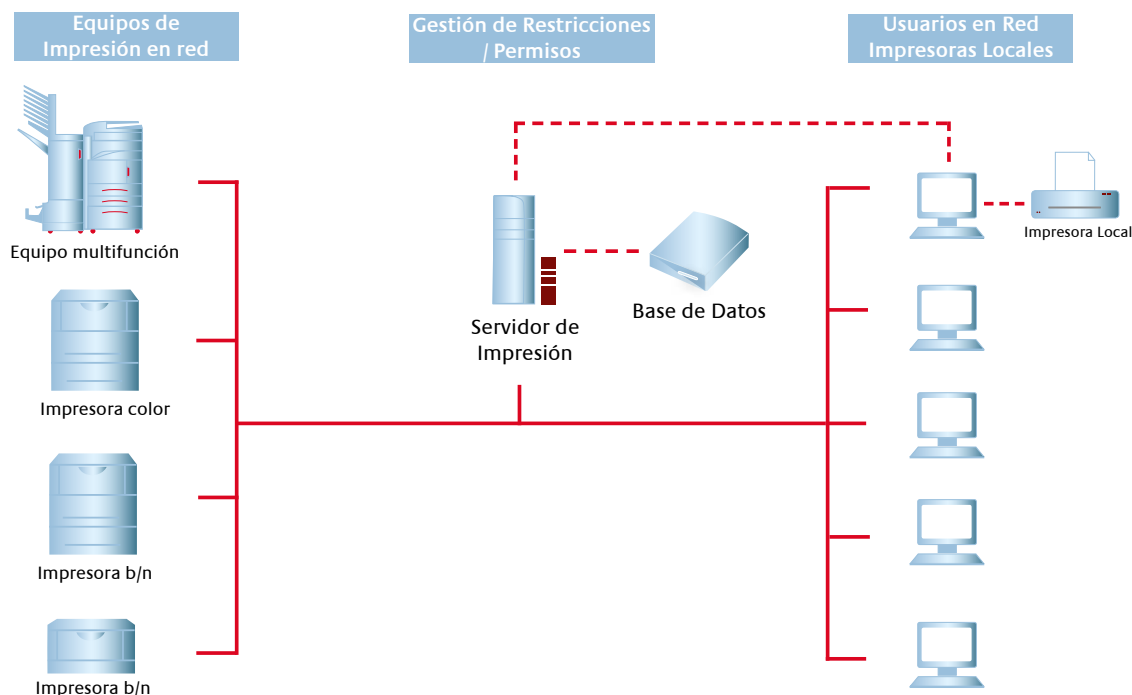 Equipos de
Impresión en red
Gestión de Restricciones
/ Permisos
Usuarios en Red
Impresoras Locales
Equipo multifunción
Impresora Local
Servidor de
Impresión
Base de Datos
Impresora color
Impresora b/n
Impresora b/n